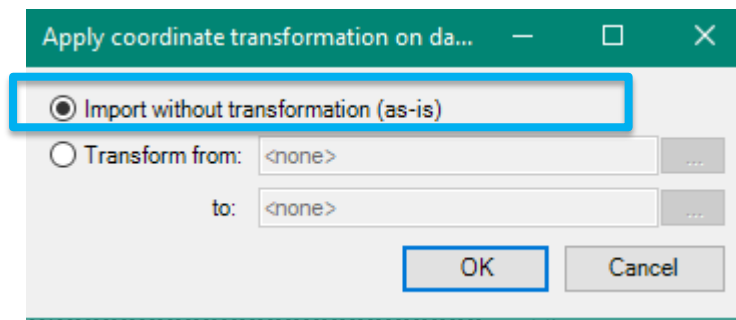 Apply coordinate transformation on da...
Import without transformation (as-is)
Transform from: <none> ...
to: <none> ...
OK Cancel